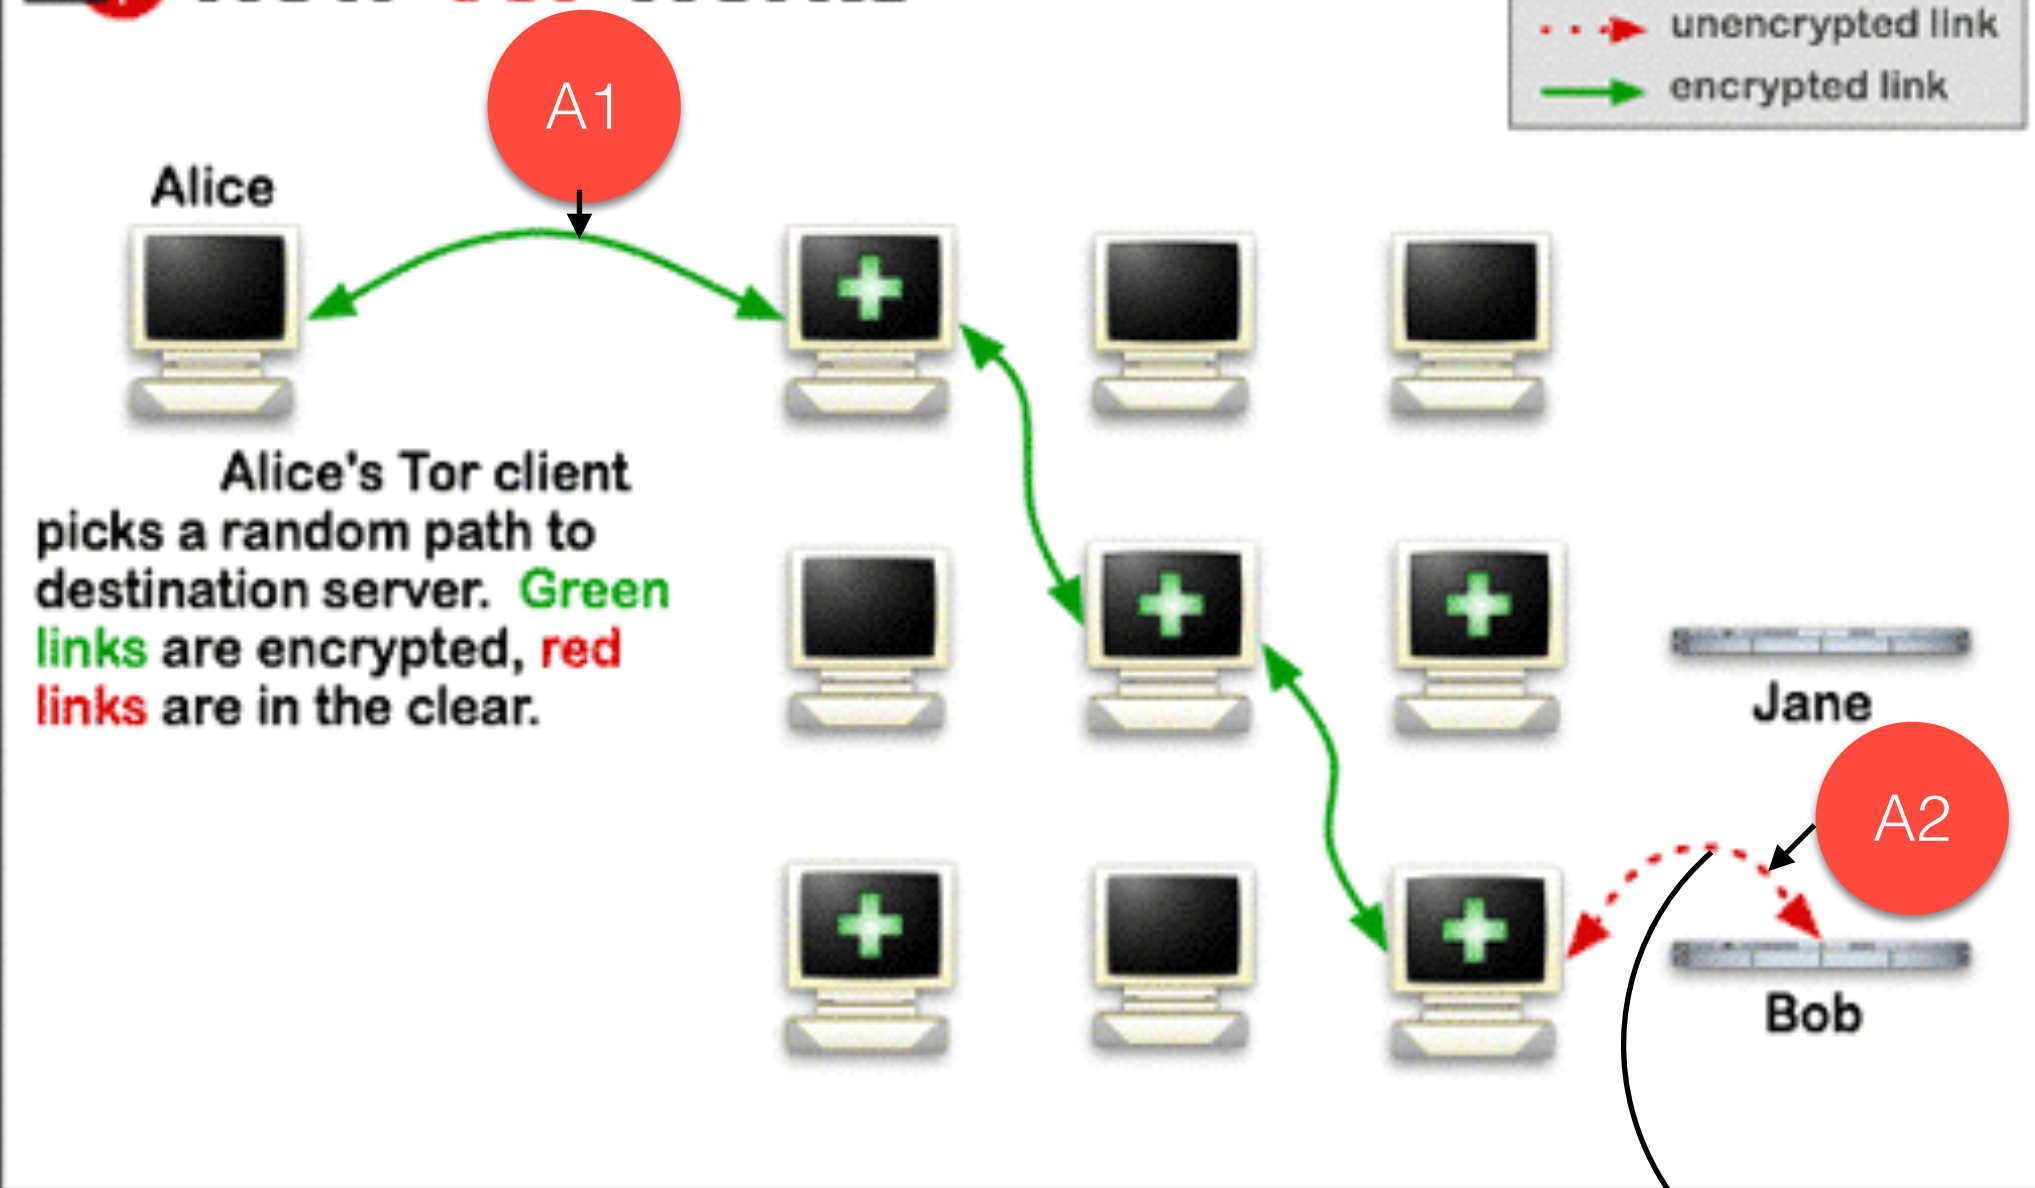 unencrypted link
encrypted link
A1
Alice
Alice's Tor client
picks a random path to
destination server. Green
links are encrypted, red
links are in the clear.
Jane
A2
Bob